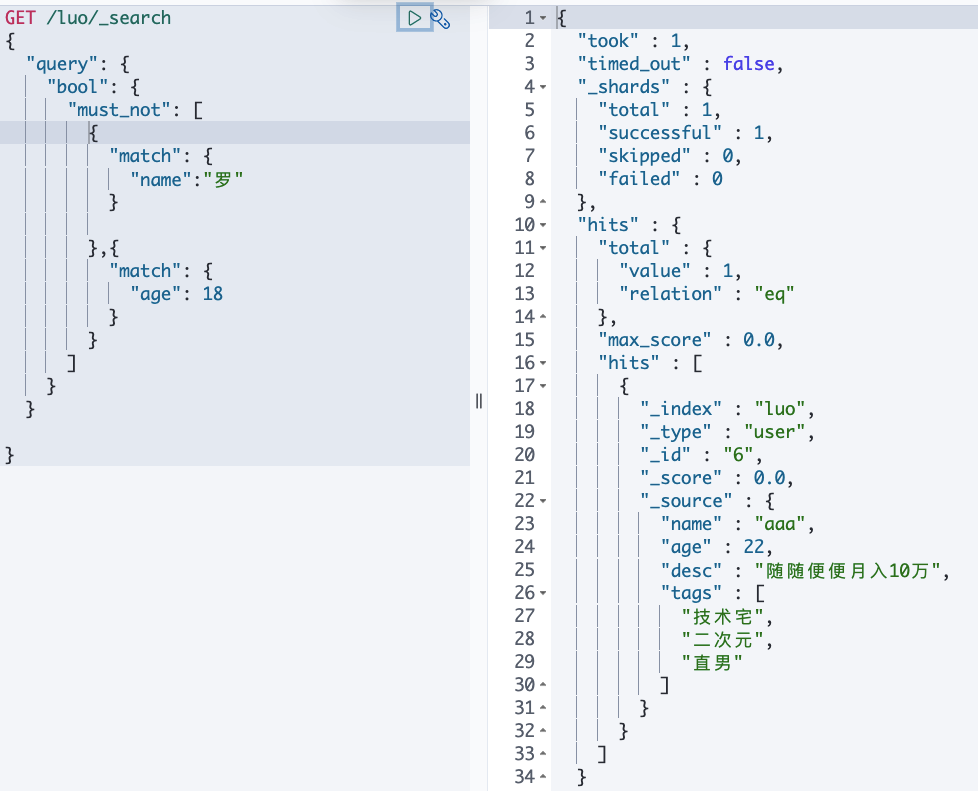 GET /luo/_search
{
  "query": {
    "bool": {
      "must_not": [
        {
          "match": {
            "name":"罗"
          }

        },{
          "match": {
            "age": 18
          }
        }
      ]
    }
  }

}
1 {
2   "took" : 1,
3   "timed_out" : false,
4   "_shards" : {
5     "total" : 1,
6     "successful" : 1,
7     "skipped" : 0,
8     "failed" : 0
9   },
10   "hits" : {
11     "total" : {
12       "value" : 1,
13       "relation" : "eq"
14     },
15     "max_score" : 0.0,
16     "hits" : [
17       {
18         "_index" : "luo",
19         "_type" : "user",
20         "_id" : "6",
21         "_score" : 0.0,
22         "_source" : {
23           "name" : "aaa",
24           "age" : 22,
25           "desc" : "随随便便月入10万",
26           "tags" : [
27             "技术宅",
28             "二次元",
29             "直男"
30           ]
31         }
32       }
33     ]
34   }